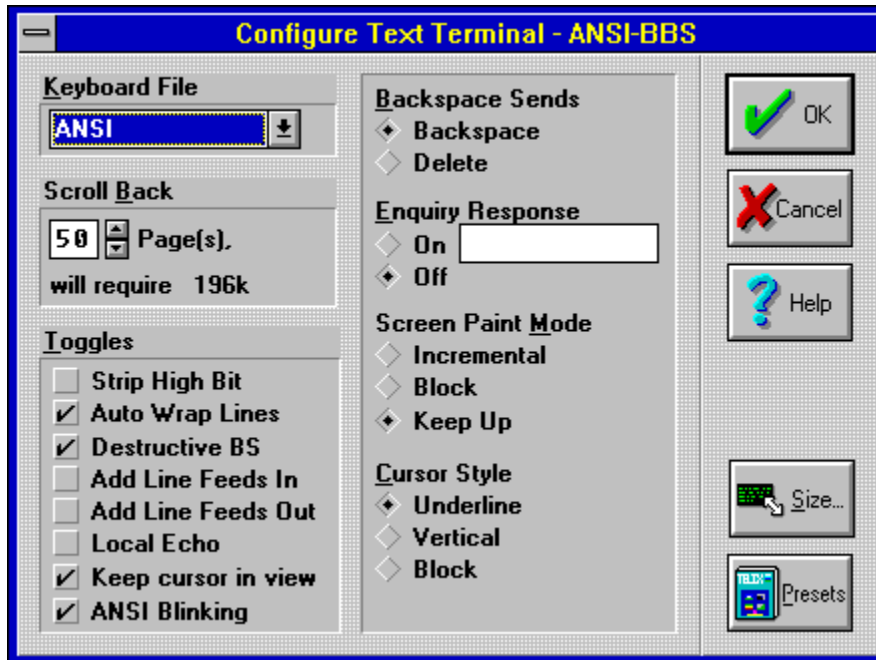 Configure Text Terminal - ANSI-BBS
Keyboard File
ANSI
Scroll Back
50 Page(s),
will require 196k
Toggles
Strip High Bit
Auto Wrap Lines
Destructive BS
Add Line Feeds In
Add Line Feeds Out
Local Echo
Keep cursor in view
ANSI Blinking
Backspace Sends
Backspace
Delete
Enquiry Response
On
Off
Screen Paint Mode
Incremental
Block
Keep Up
Cursor Style
Underline
Vertical
Block
OK
Cancel
Help
Size...
TELIX
Presets